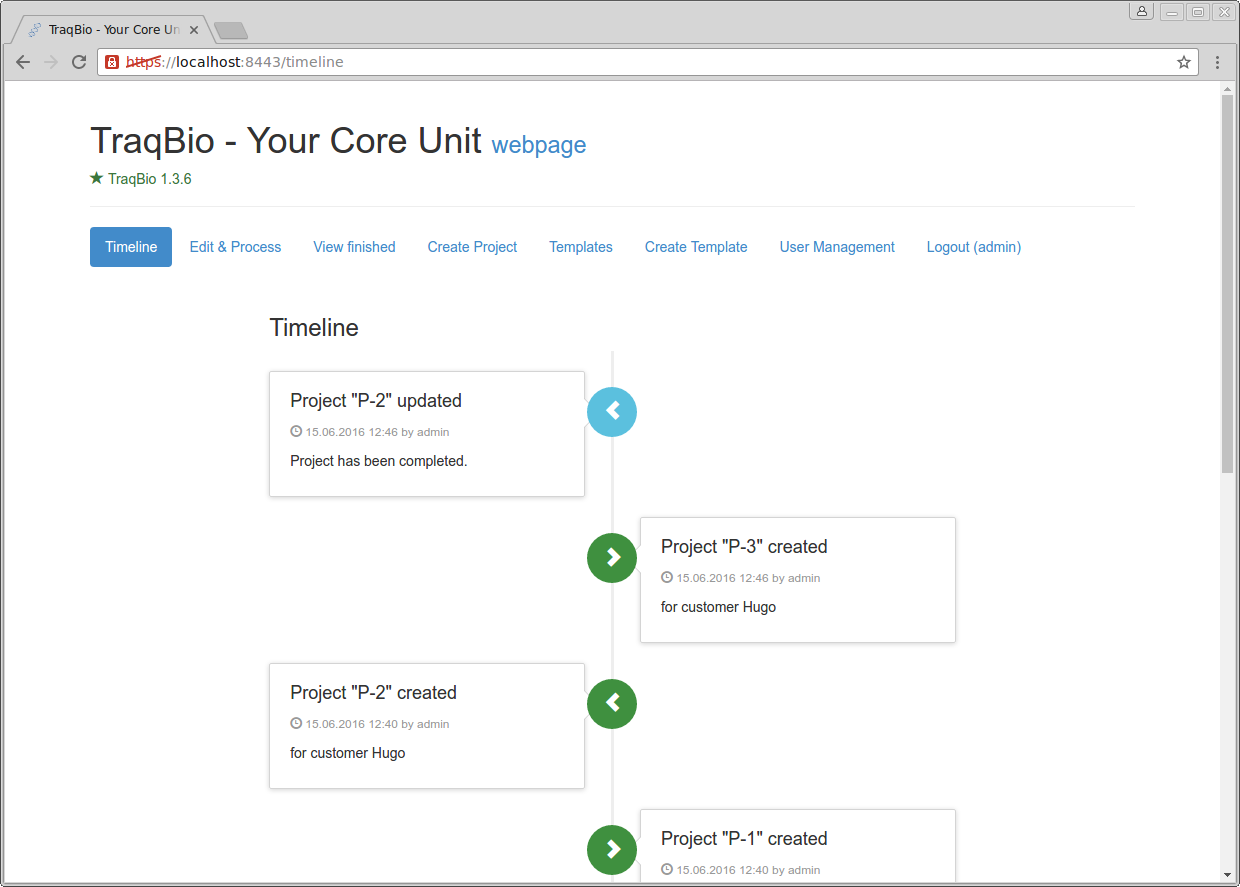 TraqBio - Your Core Un
https://localhost:8443/timeline
TraqBio - Your Core Unit webpage
TraqBio 1.3.6
Timeline Edit & Process View finished Create Project Templates Create Template User Management Logout (admin)
Timeline
Project "P-2" updated
15.06.2016 12:46 by admin
Project has been completed.
Project "P-3" created
15.06.2016 12:46 by admin
for customer Hugo
Project "P-2" created
15.06.2016 12:40 by admin
for customer Hugo
Project "P-1" created
15.06.2016 12:40 by admin